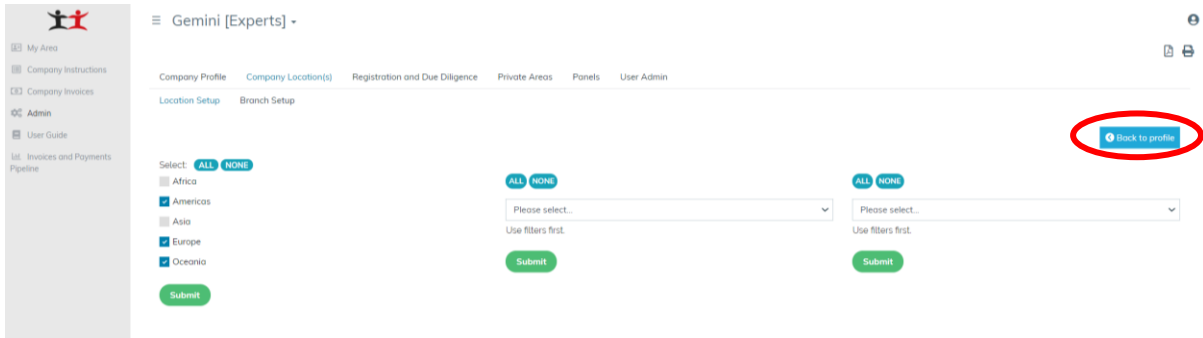 Gemini [Experts]
My Area
Company Instructions
Company Invoices
Admin
User Guide
Invoices and Payments
Pipeline
Company Profile Company Location(s) Registration and Due Diligence Private Areas Panels User Admin
Location Setup Branch Setup
Back to profile
Select: ALL NONE
Africa
Americas
Asia
Europe
Oceania
Submit
ALL NONE
Please select...
Use filters first.
Submit
ALL NONE
Please select...
Use filters first.
Submit